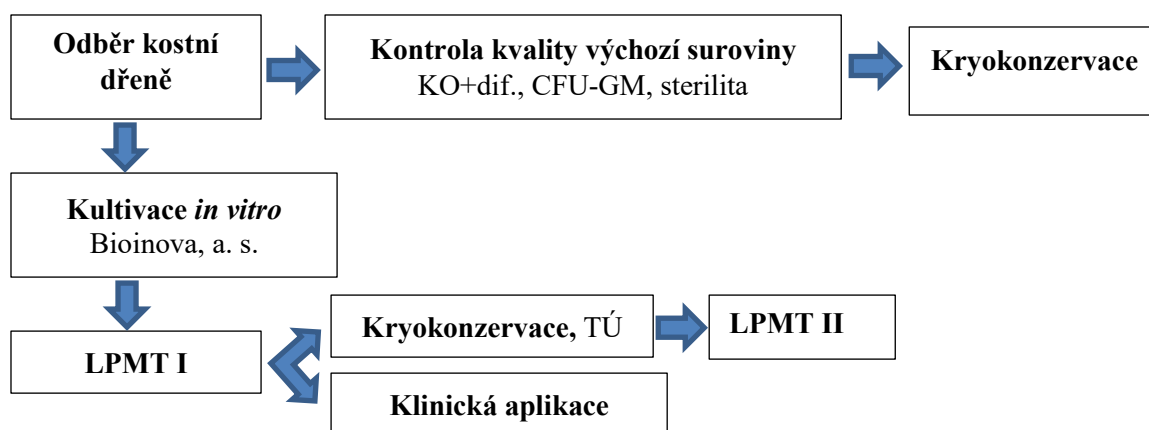 Odběr kostní
dřeně
Kontrola kvality výchozí suroviny
KO+dif., CFU-GM, sterilita
Kryokonzervace
Kultivace in vitro
Bioinova, a. s.
LPMT I
Kryokonzervace, TÚ
LPMT II
Klinická aplikace